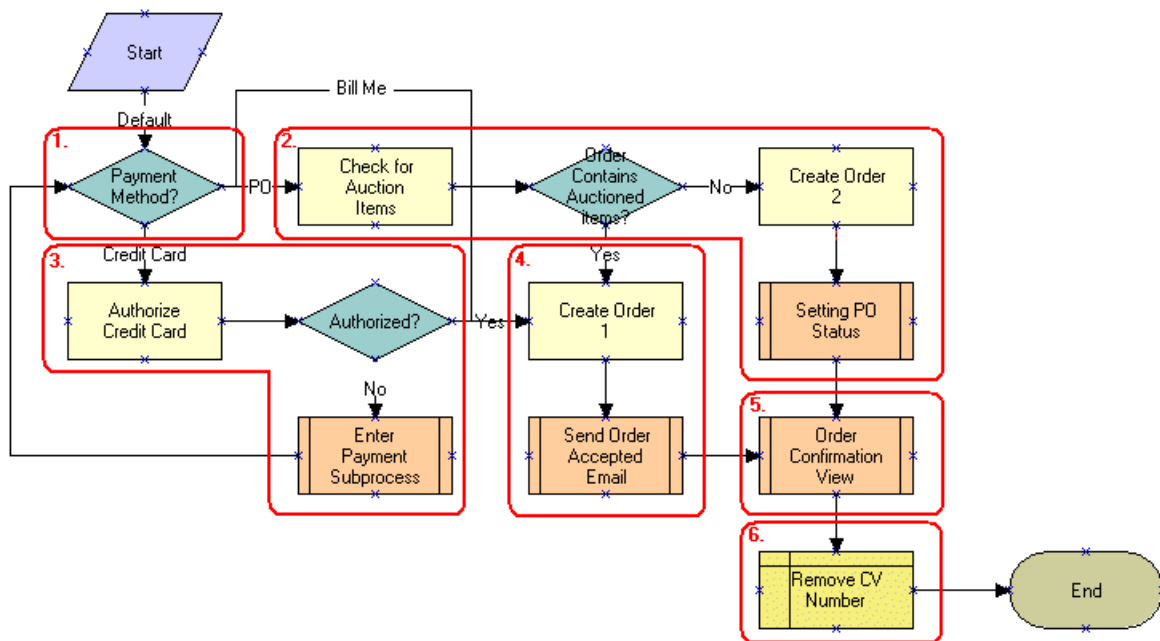 Start
Bill Me
Default
1.
2.
Payment
Method?
PO
Check for
Auction
Items
Order
Contains
Auctioned
items?
No
Create Order
2
Credit Card
Yes
3.
4.
Authorize
Credit Card
Authorized?
Yes
Create Order
1
Setting PO
Status
No
5.
Enter
Payment
Subprocess
Send Order
Accepted
Email
Order
Confirmation
View
6.
Remove CV
Number
End